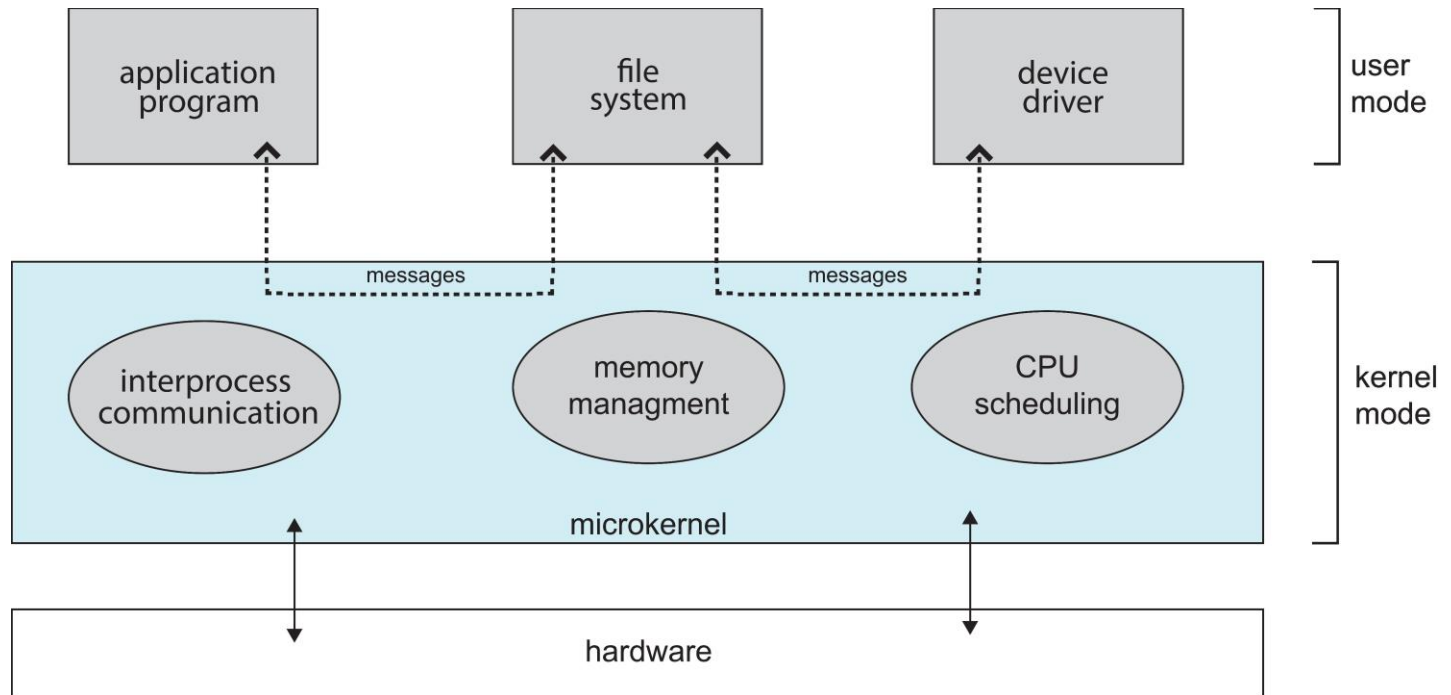 application
program
file
system
device
driver
user
mode
messages
messages
interprocess
communication
memory
managment
CPU
scheduling
kernel
mode
microkernel
hardware